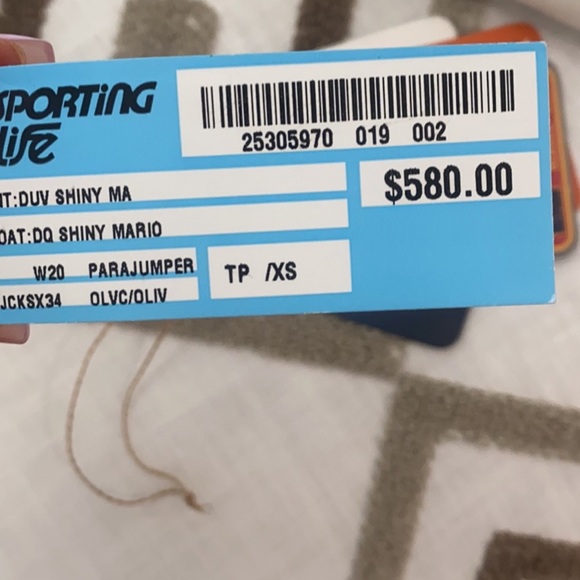 SPORTING
life
25305970 019 002
$580.00
NT:DUV SHINY MA
OAT:DQ SHINY MARIO
W20 PARAJUMPER
TP /XS
JCKSX34 OLVC/OLIV